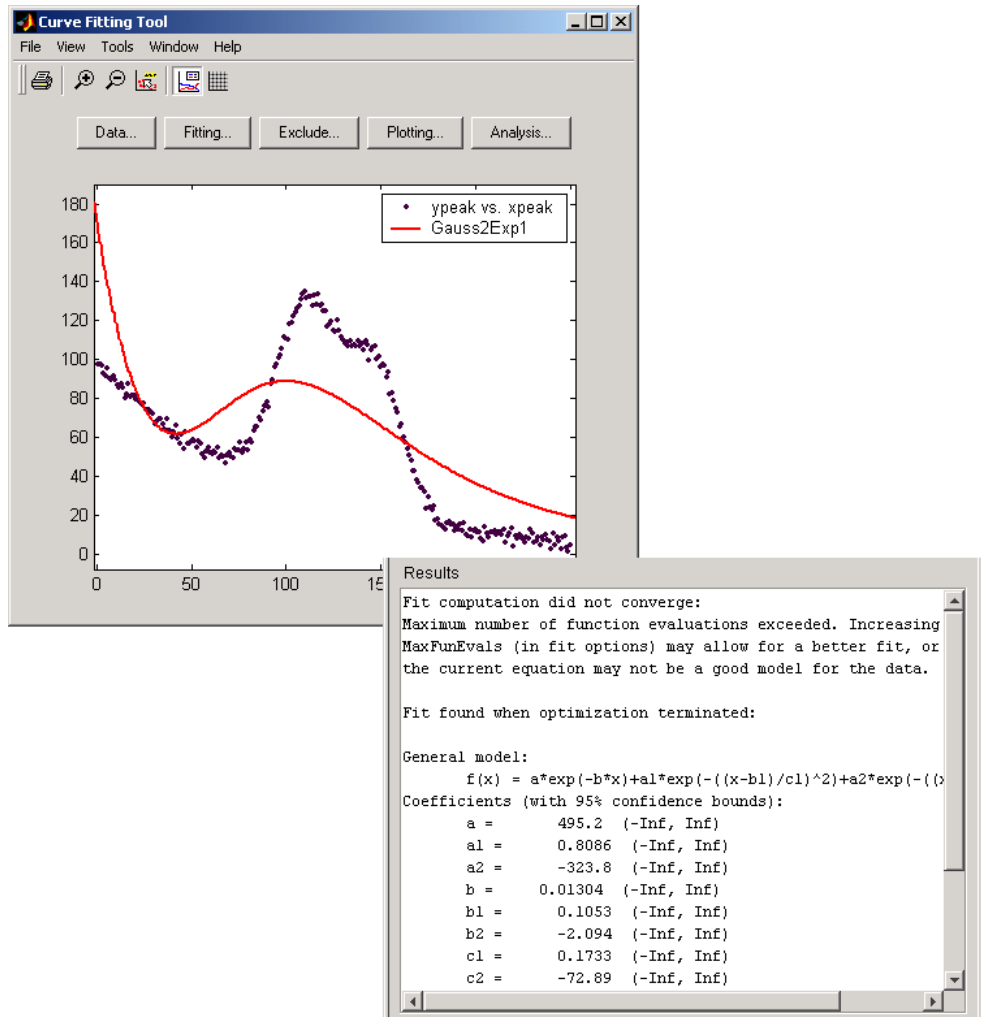 Curve Fitting Tool
File View Tools Window Help
Data... Fitting... Exclude... Plotting... Analysis...
ypeak vs. xpeak
Gauss2Exp1
180
160
140
120
100
80
60
40
20
0
0 50 100 15
Results
Fit computation did not converge:
Maximum number of function evaluations exceeded. Increasing
MaxFunEvals (in fit options) may allow for a better fit, or
the current equation may not be a good model for the data.
Fit found when optimization terminated:
General model:
f(x) = a*exp(-b*x)+a1*exp(-((x-b1)/c1)^2)+a2*exp(-((x
Coefficients (with 95% confidence bounds):
a = 495.2 (-Inf, Inf)
a1 = 0.8086 (-Inf, Inf)
a2 = -323.8 (-Inf, Inf)
b = 0.01304 (-Inf, Inf)
b1 = 0.1053 (-Inf, Inf)
b2 = -2.094 (-Inf, Inf)
c1 = 0.1733 (-Inf, Inf)
c2 = -72.89 (-Inf, Inf)